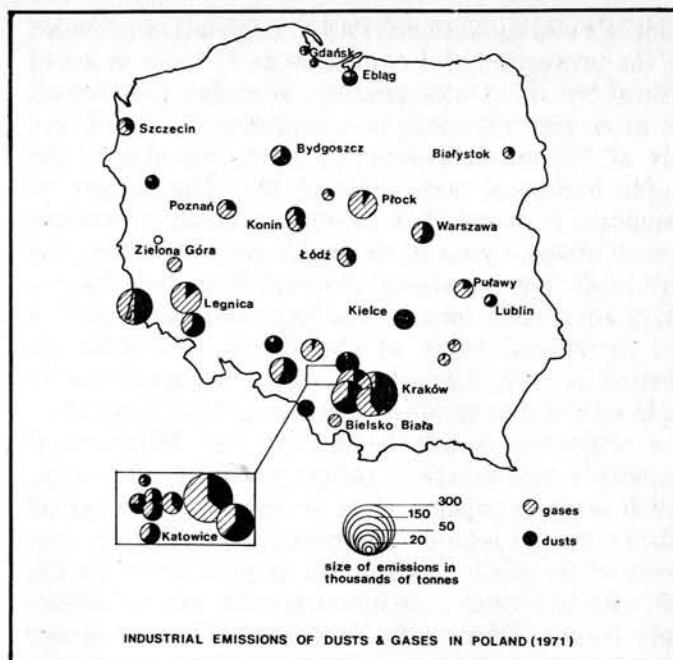 Gdańsk
Ebląg
Szczecin
Bydgoszcz
Białystok
Poznań
Płock
Konin
Warszawa
Zielona Góra
Łódź
Puławy
Legnica
Kielce
Lublin
Kraków
Bielsko Biała
Katowice
300
150
50
20
gases
dusts
size of emissions in
thousands of tonnes
INDUSTRIAL EMISSIONS OF DUSTS & GASES IN POLAND (1971)